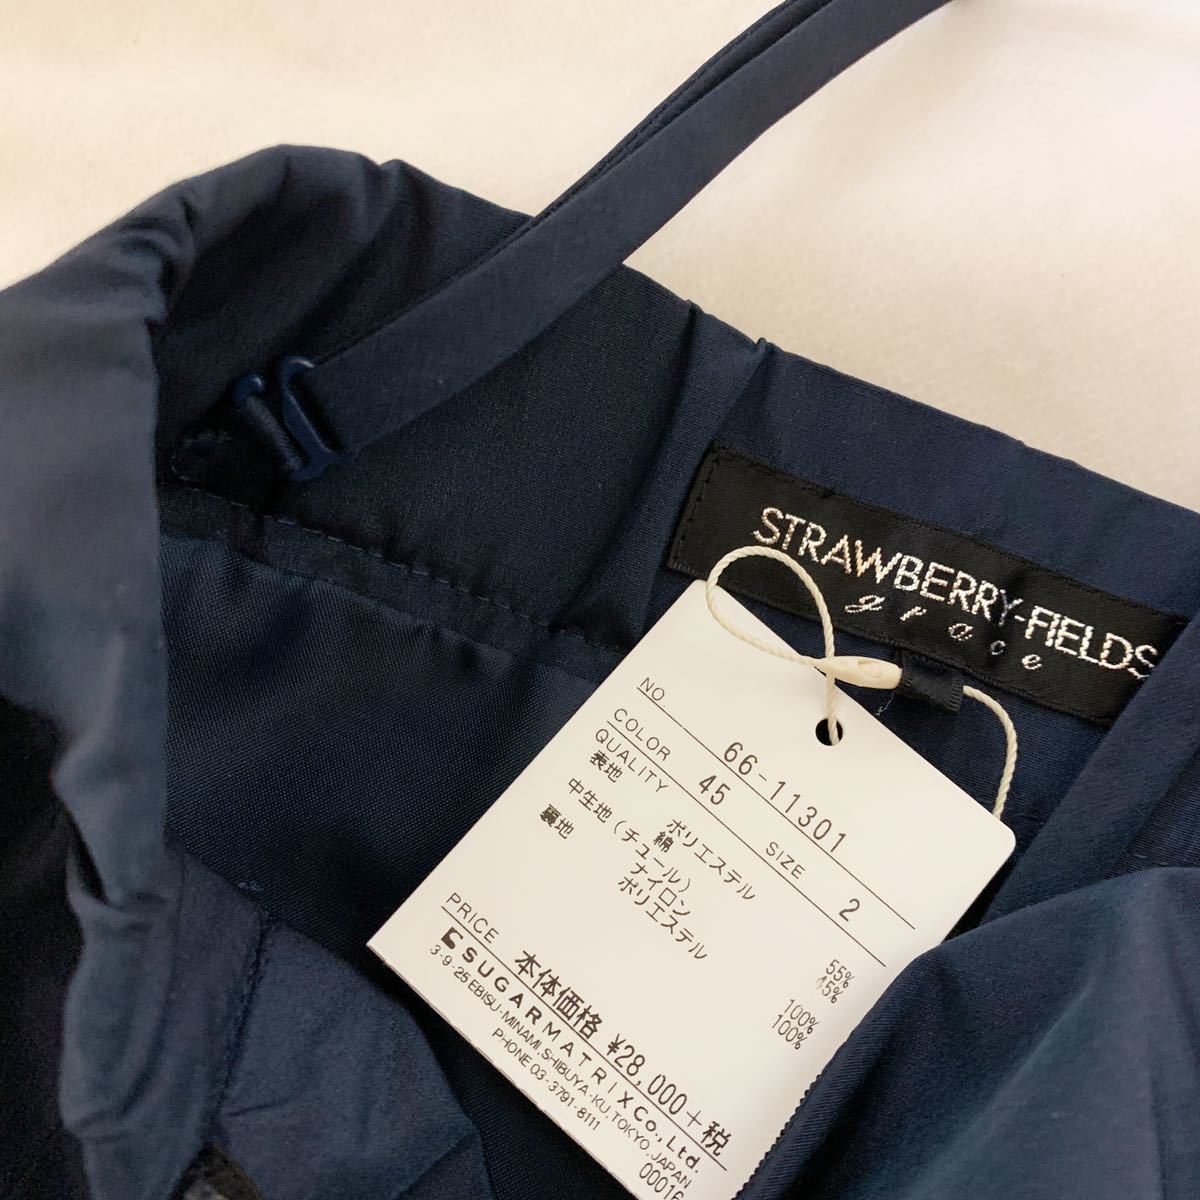 STRAWBERRY-FIELDS
grace
NO. 66-11301
COLOR 45 SIZE 2
QUALITY
表地 ポリエステル 55%
綿 45%
中生地(チュール)
ナイロン 100%
裏地 ポリエステル 100%
PRICE 本体価格 ¥28,000+税
SUGARMATRIX Co., Ltd.
3-9-25 EBISU-MINAMI, SHIBUYA-KU, TOKYO, JAPAN
PHONE 03-3791-8111
00016